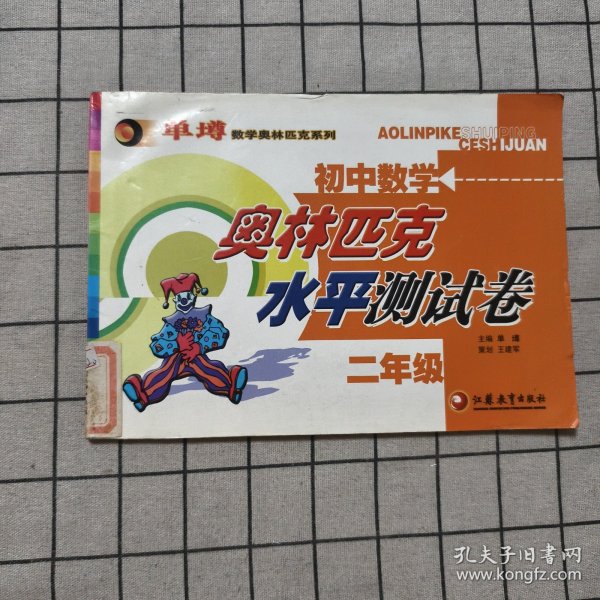 单墫数学奥林匹克系列
AOLINPIKESHUIPING
CESHIJUAN
初中数学
奥林匹克
水平测试卷
主编 单墫
策划 王建军
二年级
江苏教育出版社
孔夫子旧书网
www.kongfz.com